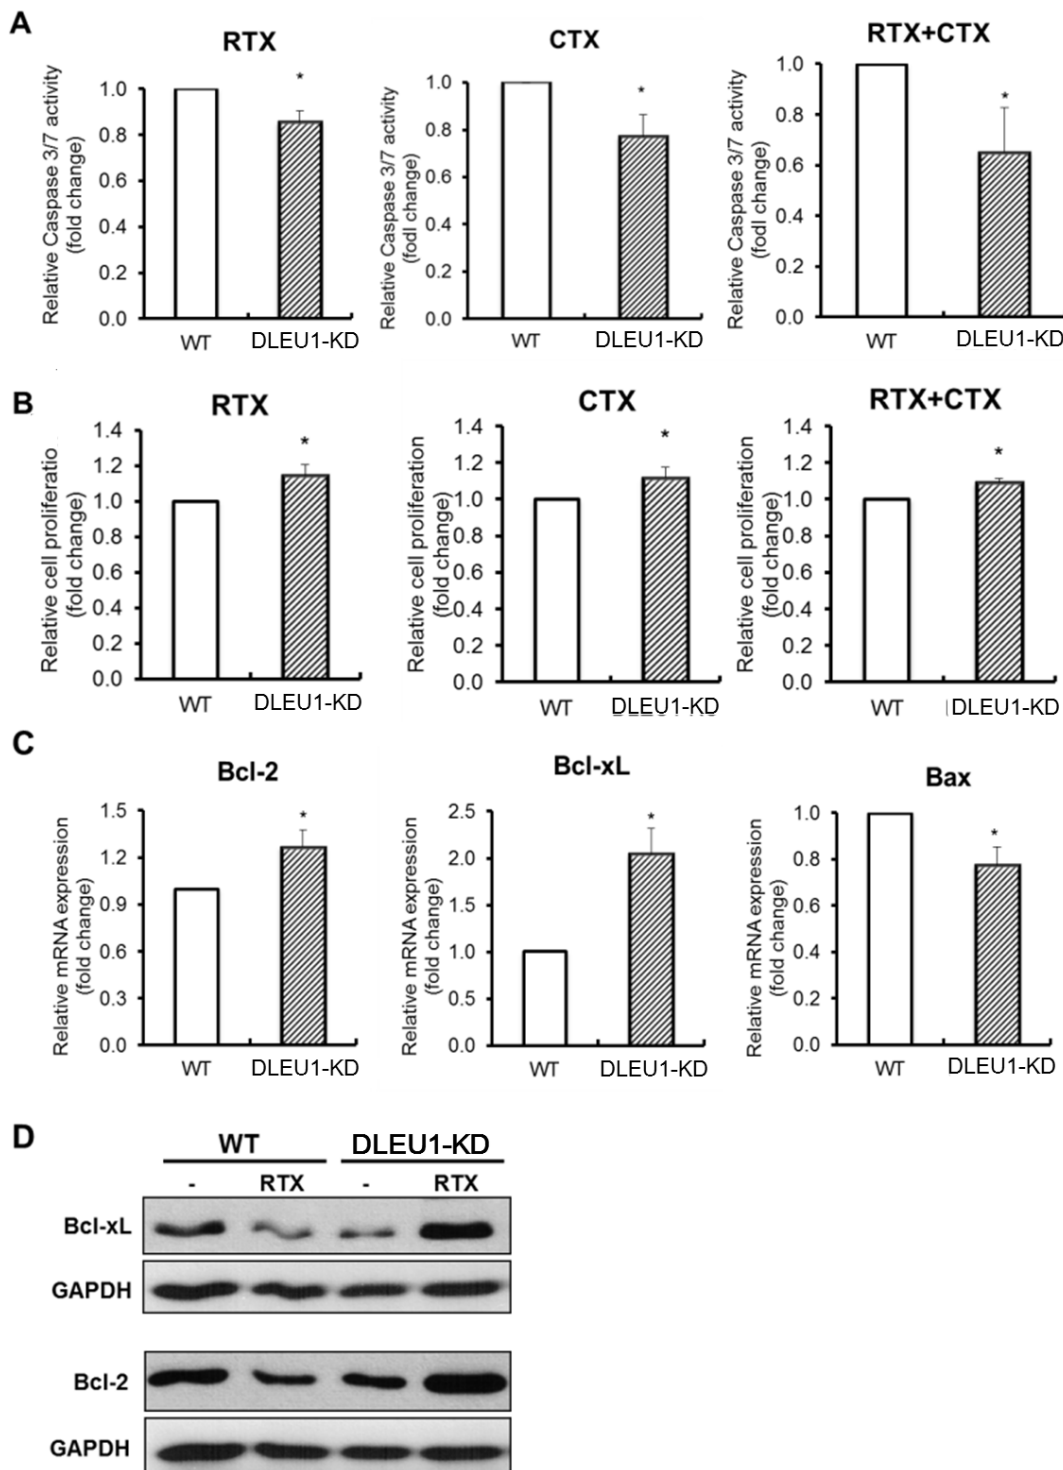 A
RTX
CTX
RTX+CTX
Relative Caspase 3/7 activity
(fold change)
1.0
0.8
0.6
0.4
0.2
0.0
WT
DLEU1-KD
*
Relative Caspase 3/7 activity
(fodl change)
1.0
0.8
0.6
0.4
0.2
0.0
WT
DLEU1-KD
*
Relative Caspase 3/7 activity
(fodl change)
1.0
0.8
0.6
0.4
0.2
0.0
WT
DLEU1-KD
*
B
RTX
CTX
RTX+CTX
Relative cell proliferatio
(fold change)
1.4
1.2
1.0
0.8
0.6
0.4
0.2
0.0
WT
DLEU1-KD
*
Relative cell proliferation
(fold change)
1.4
1.2
1.0
0.8
0.6
0.4
0.2
0.0
WT
DLEU1-KD
*
Relative cell proliferation
(fold change)
1.4
1.2
1.0
0.8
0.6
0.4
0.2
0.0
WT
DLEU1-KD
*
C
Bcl-2
Bcl-xL
Bax
Relative mRNA expression
(fold change)
1.5
1.2
0.9
0.6
0.3
0.0
WT
DLEU1-KD
*
Relative mRNA expression
(fold change)
2.5
2.0
1.5
1.0
0.5
0.0
WT
DLEU1-KD
*
Relative mRNA expression
(fold change)
1.0
0.8
0.6
0.4
0.2
0.0
WT
DLEU1-KD
*
D
WT DLEU1-KD
- RTX - RTX
Bcl-xL
GAPDH
Bcl-2
GAPDH